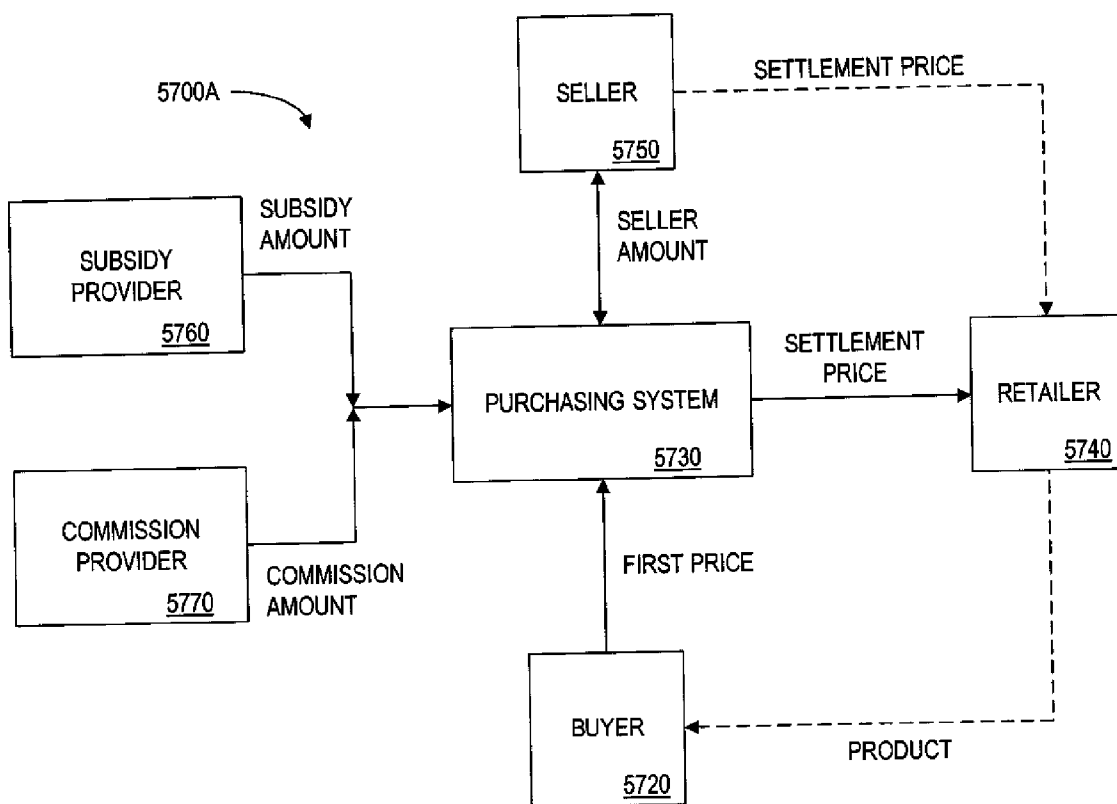 5700A
SELLER
5750
SETTLEMENT PRICE
SUBSIDY
AMOUNT
SELLER
AMOUNT
SUBSIDY
PROVIDER
5760
PURCHASING SYSTEM
5730
SETTLEMENT
PRICE
RETAILER
5740
COMMISSION
PROVIDER
5770
COMMISSION
AMOUNT
FIRST PRICE
BUYER
5720
PRODUCT